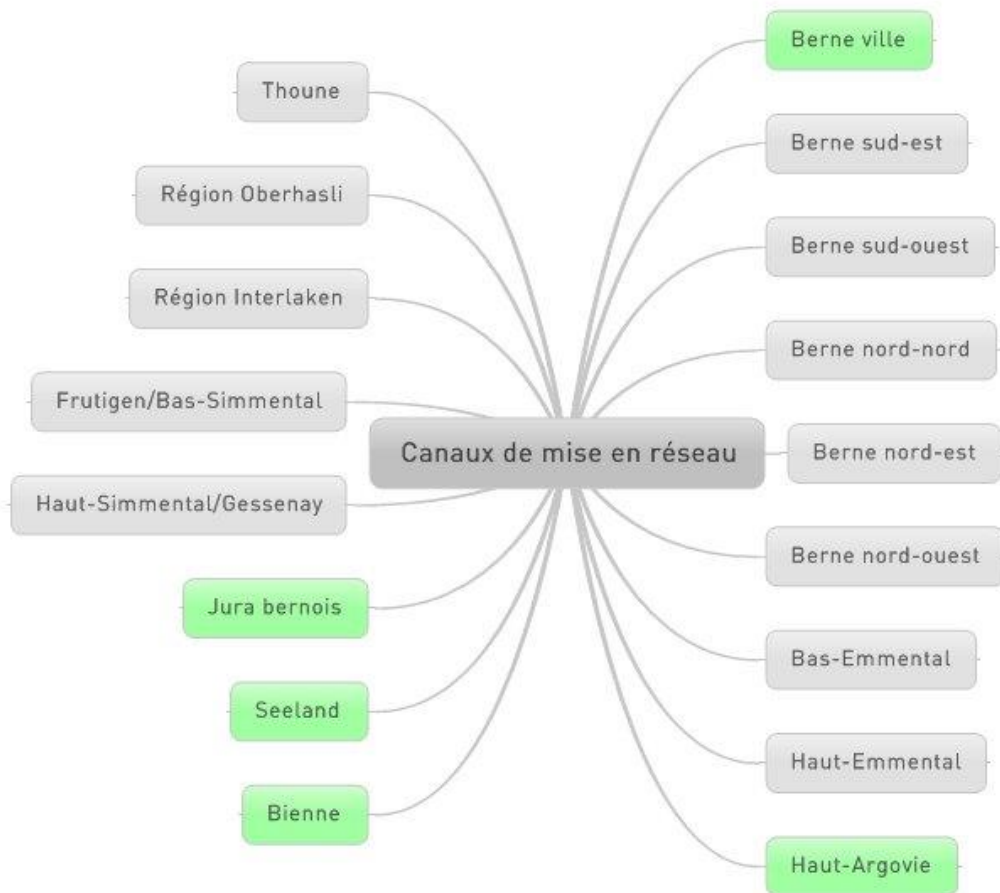 Thoune
Région Oberhasli
Région Interlaken
Frutigen/Bas-Simmental
Haut-Simmental/Gessenay
Jura bernois
Seeland
Bienne
Canaux de mise en réseau
Berne ville
Berne sud-est
Berne sud-ouest
Berne nord-nord
Berne nord-est
Berne nord-ouest
Bas-Emmental
Haut-Emmental
Haut-Argovie